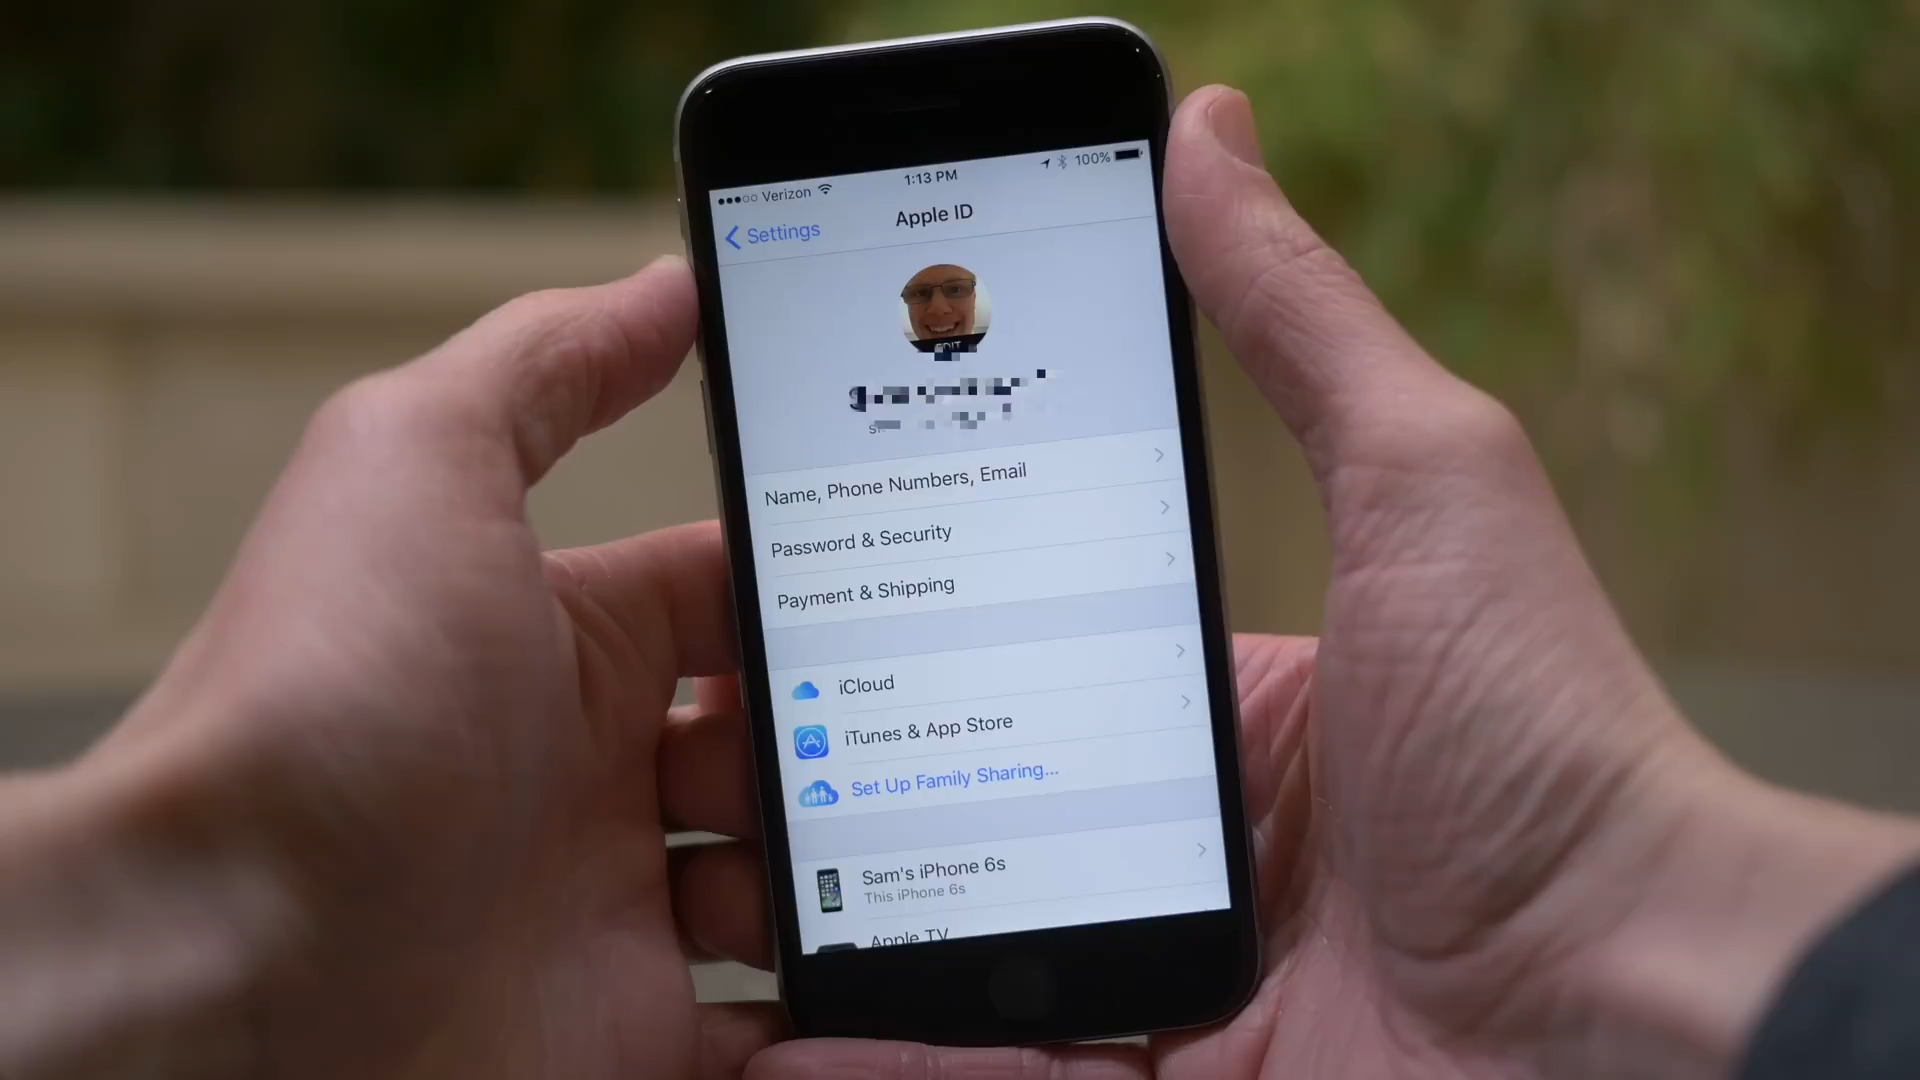 ●●●○○ Verizon 1:13 PM 100%
Settings Apple ID
EDIT
Name, Phone Numbers, Email
Password & Security
Payment & Shipping
iCloud
iTunes & App Store
Set Up Family Sharing...
Sam's iPhone 6s
This iPhone 6s
Apple TV